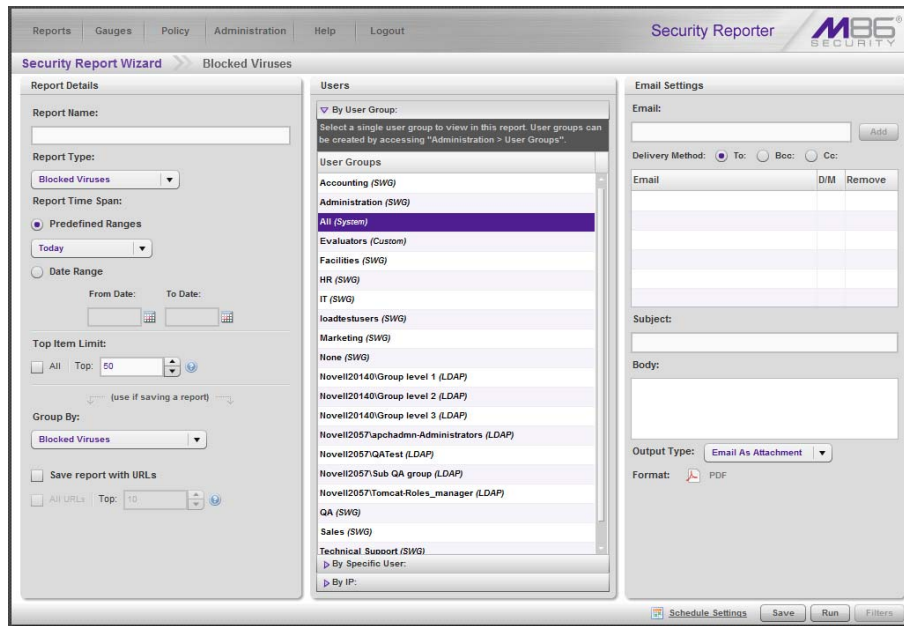 Reports Gauges Policy Administration Help Logout
Security Reporter
M86®
SECURITY
Security Report Wizard Blocked Viruses
Report Details
Report Name:
Report Type:
Blocked Viruses
Report Time Span:
Predefined Ranges
Today
Date Range
From Date: To Date:
Top Item Limit:
All Top: 50
(use if saving a report)
Group By:
Blocked Viruses
Save report with URLs
All URLs Top: 10
Users
By User Group:
Select a single user group to view in this report. User groups can
be created by accessing "Administration > User Groups".
User Groups
Accounting (SWG)
Administration (SWG)
All (System)
Evaluators (Custom)
Facilities (SWG)
HR (SWG)
IT (SWG)
loadtestusers (SWG)
Marketing (SWG)
None (SWG)
Novell20140\Group level 1 (LDAP)
Novell20140\Group level 2 (LDAP)
Novell20140\Group level 3 (LDAP)
Novell2057\apchadmn-Administrators (LDAP)
Novell2057\QATest (LDAP)
Novell2057\Sub QA group (LDAP)
Novell2057\Tomcat-Roles_manager (LDAP)
QA (SWG)
Sales (SWG)
Technical Support (SWG)
By Specific User:
By IP:
Email Settings
Email:
Add
Delivery Method: To: Bcc: Cc:
Email D/M Remove
Subject:
Body:
Output Type: Email As Attachment
Format: PDF
Schedule Settings Save Run Filters